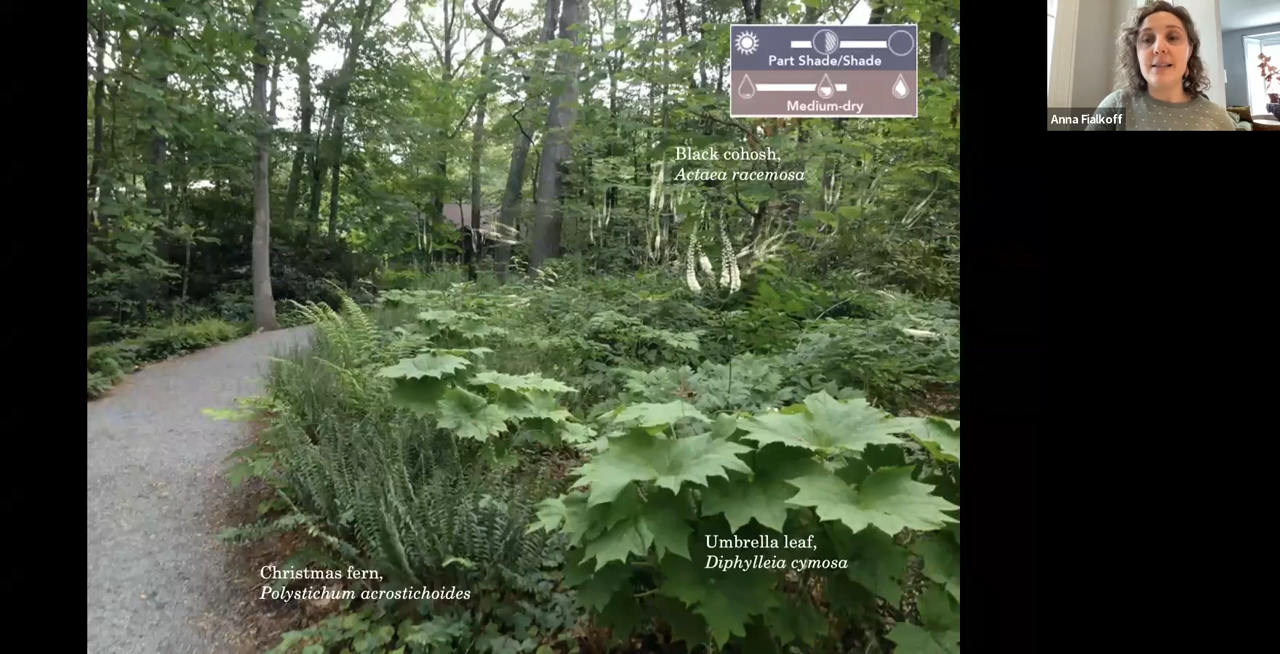 Part Shade/Shade
Medium-dry
Anna Fialkoff
Black cohosh,
Actaea racemosa
Umbrella leaf,
Diphylleia cymosa
Christmas fern,
Polystichum acrostichoides